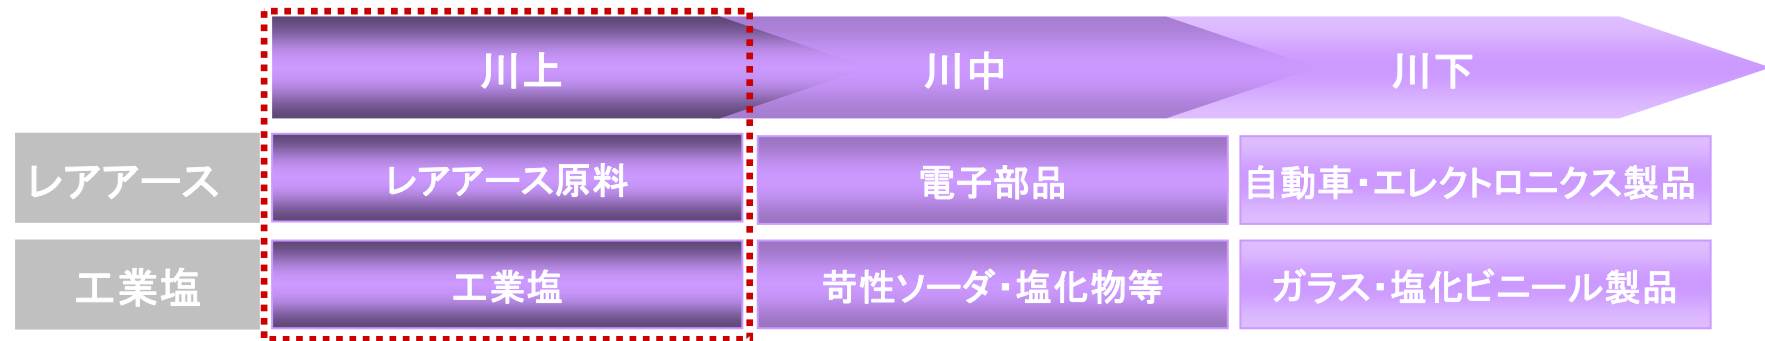 川上 川中 川下
レアアース レアアース原料 電子部品 自動車・エレクトロニクス製品
工業塩 工業塩 苛性ソーダ・塩化物等 ガラス・塩化ビニール製品